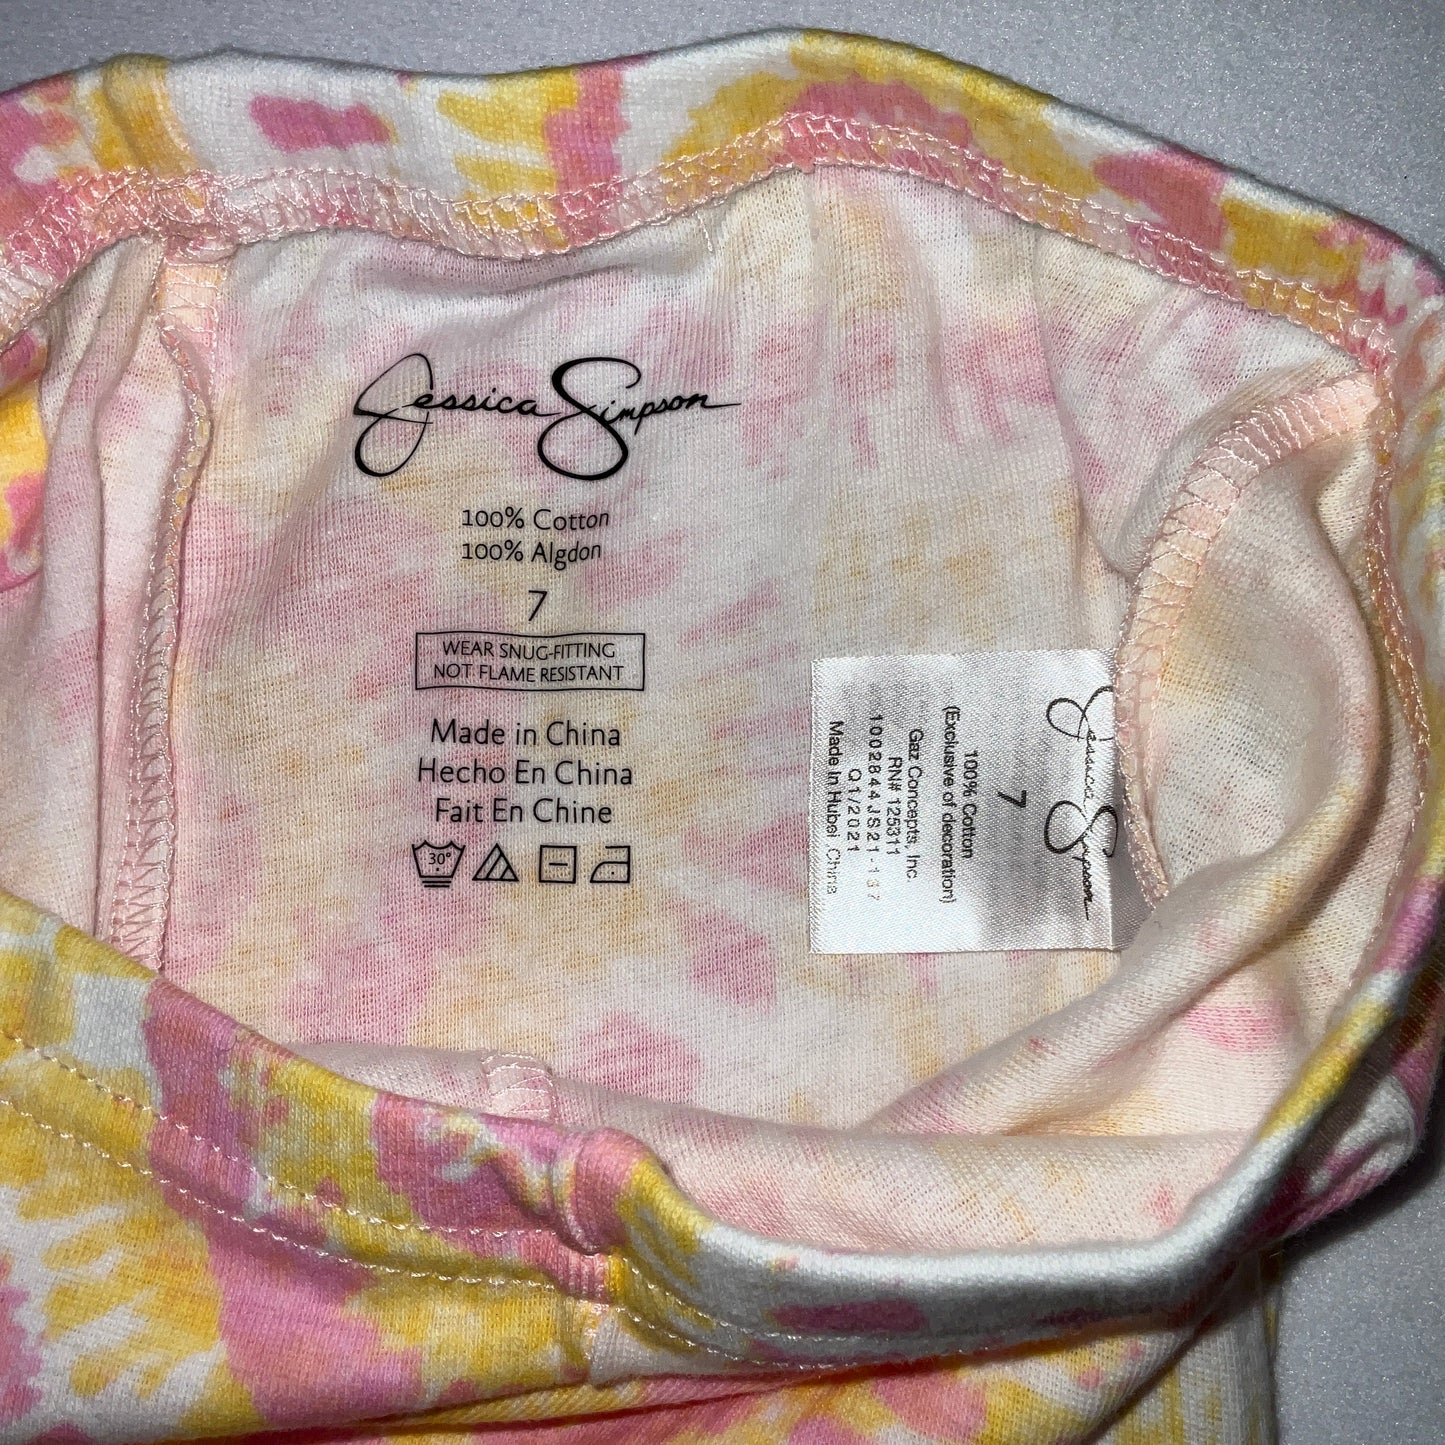 Jessica Simpson
100% Cotton
100% Algdon
7
WEAR SNUG-FITTING
NOT FLAME RESISTANT
Made in China
Hecho En China
Fait En Chine
30°
Jessica Simpson
7
100% Cotton
(Exclusive of decoration)
Gaz Concepts, Inc.
RN# 125311
1002844JS21-137
Q1/2021
Made In Hubei, China